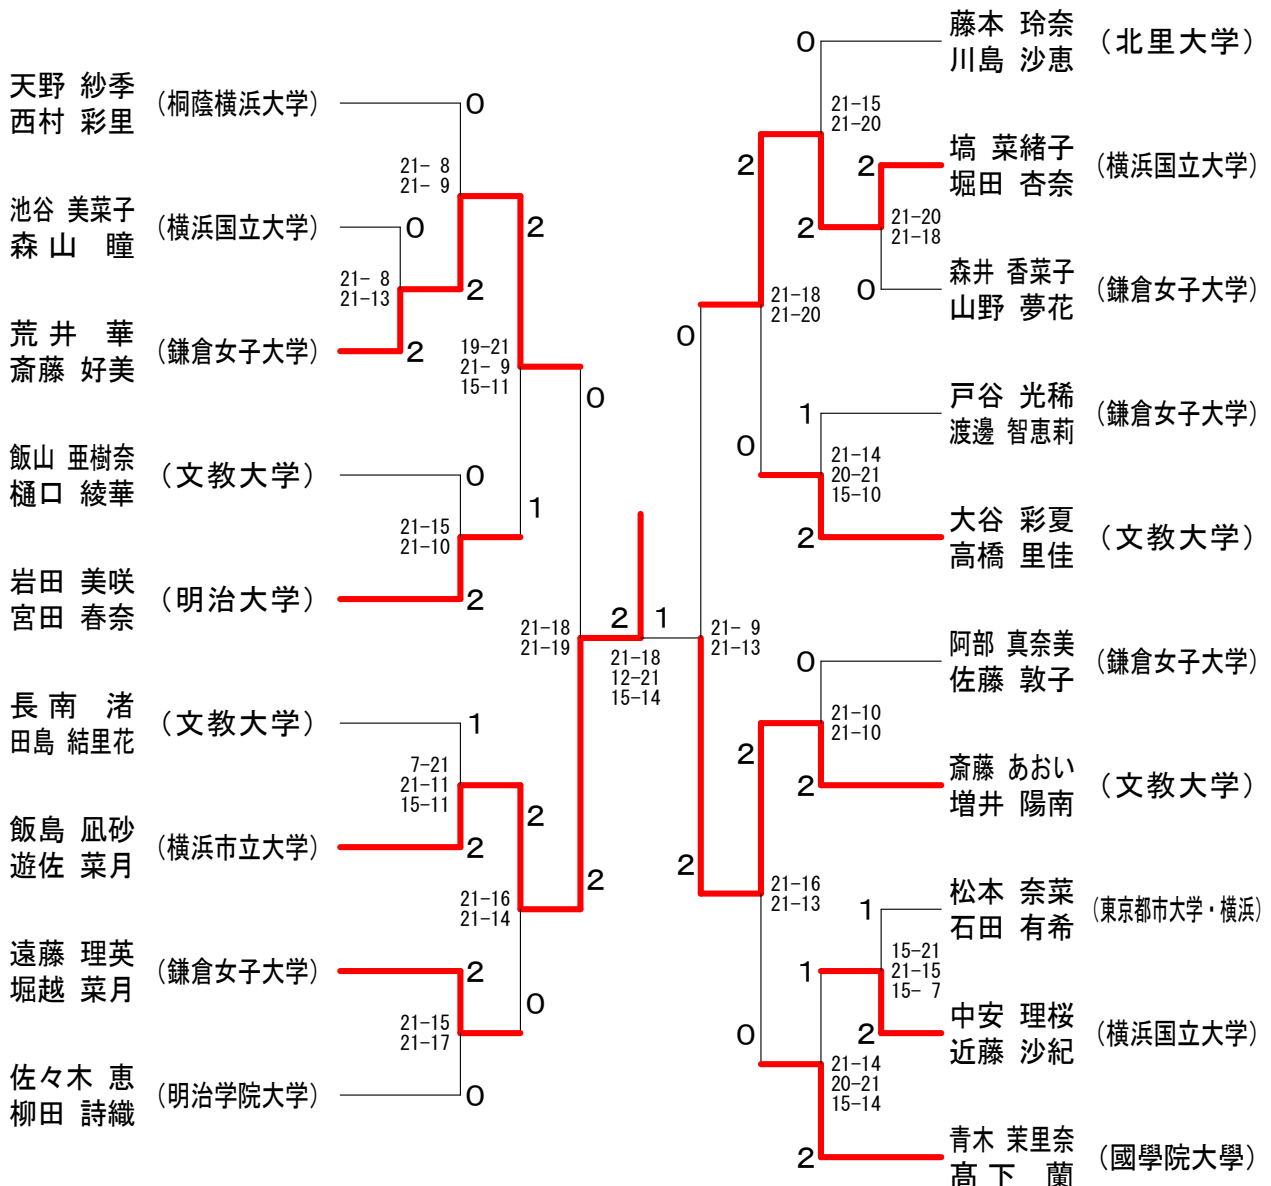 天野 紗季
西村 彩里
(桐蔭横浜大学)
0
21- 8
21- 9
池谷 美菜子
森山 瞳
(横浜国立大学)
0
2
21- 8
21-13
2
荒井 華
斎藤 好美
(鎌倉女子大学)
2
19-21
21- 9
15-11
0
飯山 亜樹奈
樋口 綾華
(文教大学)
0
1
21-15
21-10
岩田 美咲
宮田 春奈
(明治大学)
2
21-18
21-19
2
1
21-18
12-21
15-14
長南 渚
田島 結里花
(文教大学)
1
7-21
21-11
15-11
2
飯島 凪砂
遊佐 菜月
(横浜市立大学)
2
2
21-16
21-14
遠藤 理英
堀越 菜月
(鎌倉女子大学)
2
0
21-15
21-17
佐々木 恵
柳田 詩織
(明治学院大学)
0
藤本 玲奈
川島 沙恵
(北里大学)
0
21-15
21-20
2
塙 菜緒子
堀田 杏奈
(横浜国立大学)
2
2
21-20
21-18
森井 香菜子
山野 夢花
(鎌倉女子大学)
0
21-18
21-20
0
戸谷 光稀
渡邊 智恵莉
(鎌倉女子大学)
1
0
21-14
20-21
15-10
大谷 彩夏
高橋 里佳
(文教大学)
2
21- 9
21-13
阿部 真奈美
佐藤 敦子
(鎌倉女子大学)
0
21-10
21-10
2
斎藤 あおい
増井 陽南
(文教大学)
2
2
21-16
21-13
松本 奈菜
石田 有希
(東京都市大学・横浜)
1
15-21
21-15
15- 7
1
中安 理桜
近藤 沙紀
(横浜国立大学)
2
0
21-14
20-21
15-14
青木 茉里奈
髙下 蘭
(國學院大學)
2